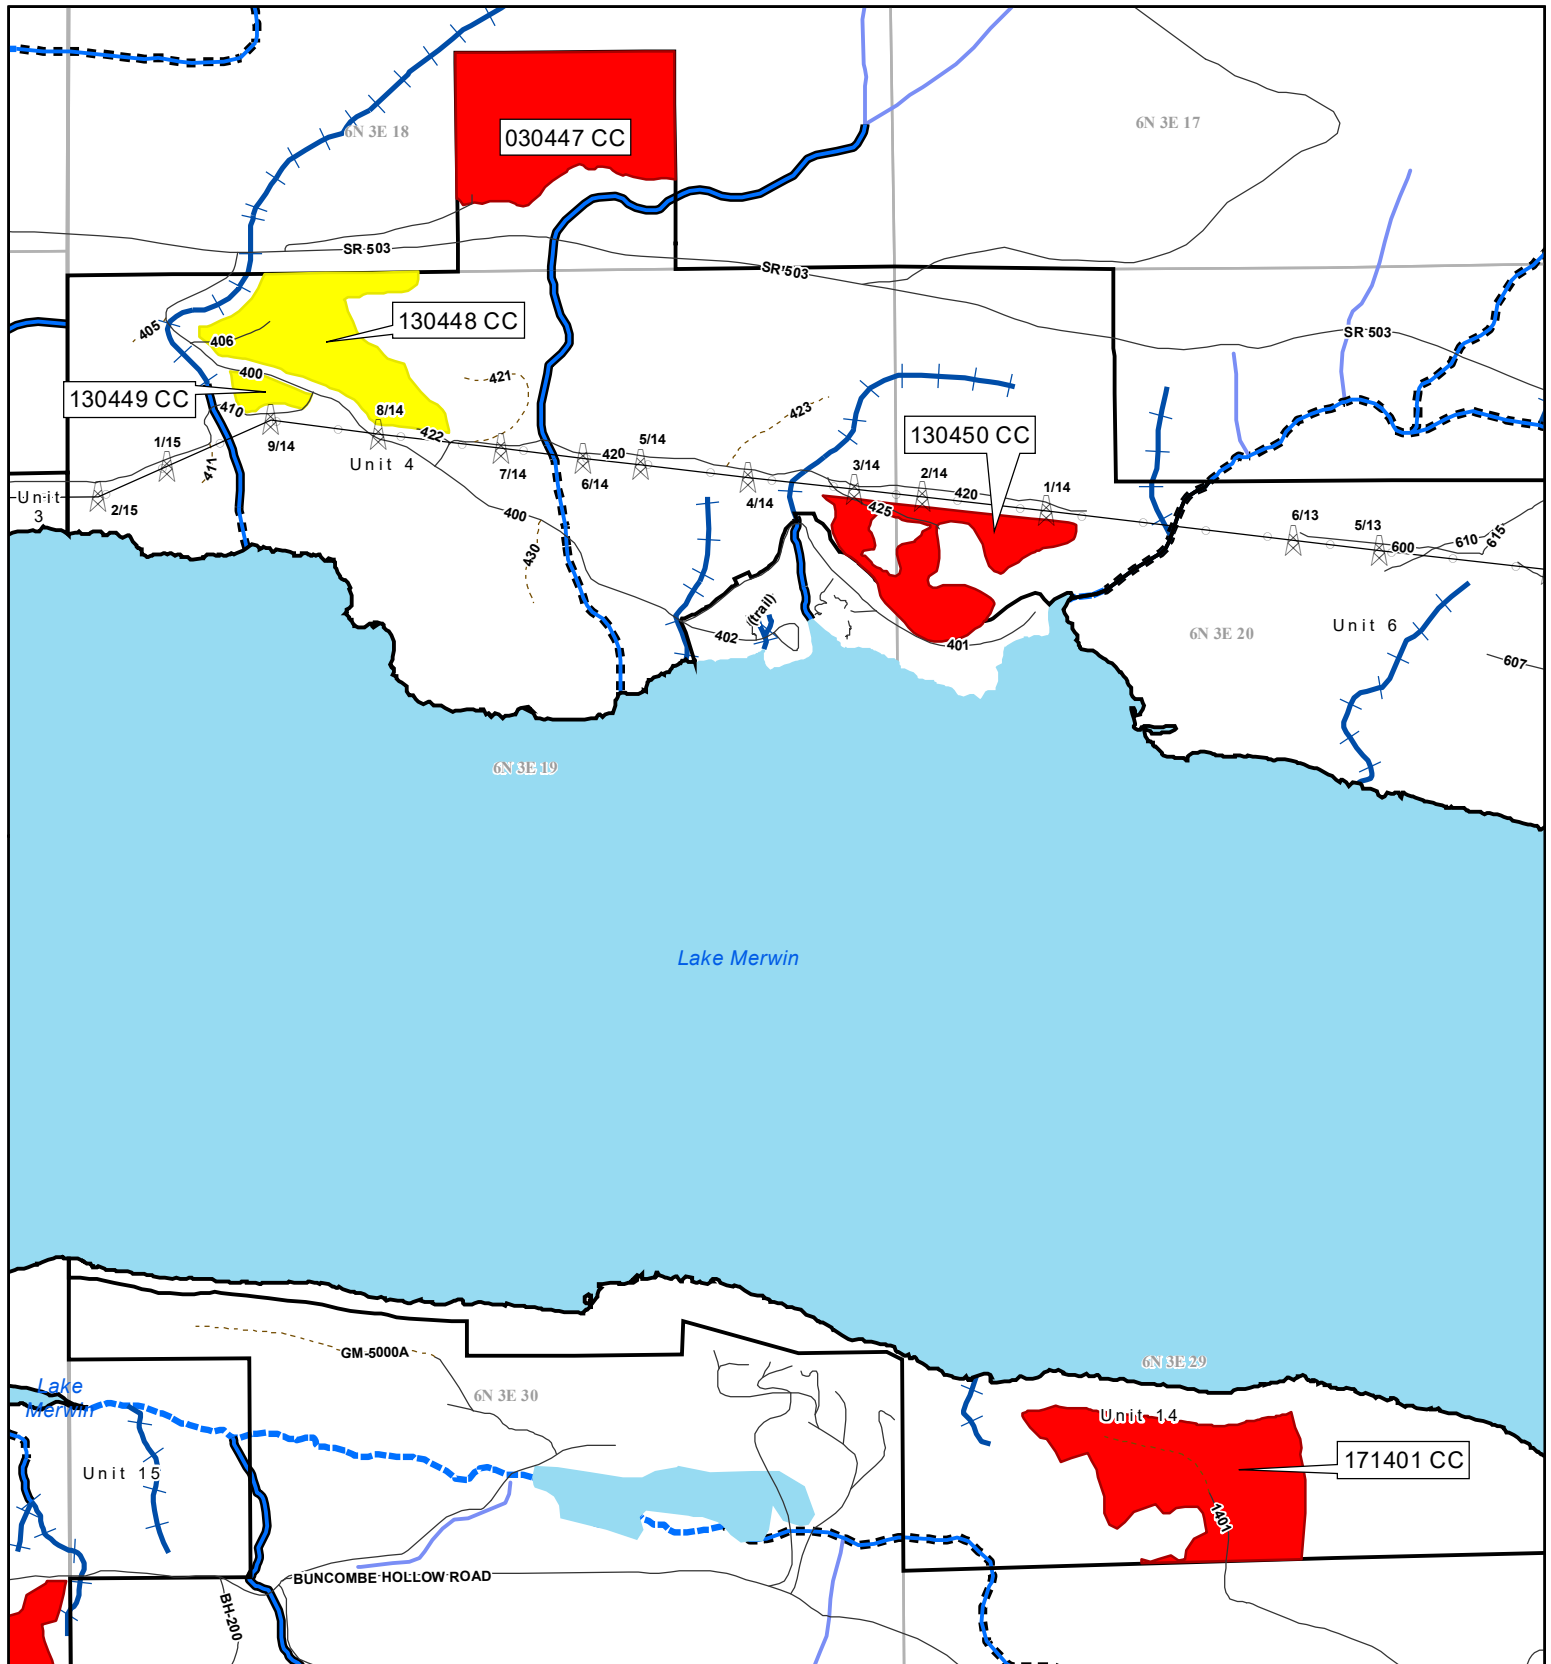 6N 3E 18
030447 CC
6N 3E 17
SR 503
SR 503
SR 503
405
406
130448 CC
400
130449 CC
410
421
423
8/14
422
130450 CC
1/15
9/14
411
Unit 4
7/14
420
5/14
6/14
4/14
3/14
2/14
420
1/14
425
Unit
3
2/15
400
430
6/13
5/13
600
610
615
(trail)
402
401
6N 3E 20
Unit 6
607
6N 3E 19
Lake Merwin
GM-5000A
6N 3E 30
6N 3E 29
Lake
Merwin
Unit 14
Unit 15
171401 CC
1401
BUNCOMBE HOLLOW ROAD
BH-200